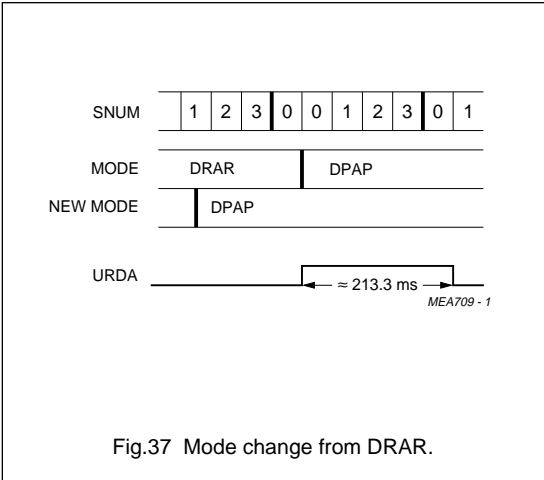 SNUM 1 2 3 0 0 1 2 3 0 1
MODE DRAR DPAP
NEW MODE DPAP
URDA ≈ 213.3 ms
MEA709 - 1
Fig.37 Mode change from DRAR.